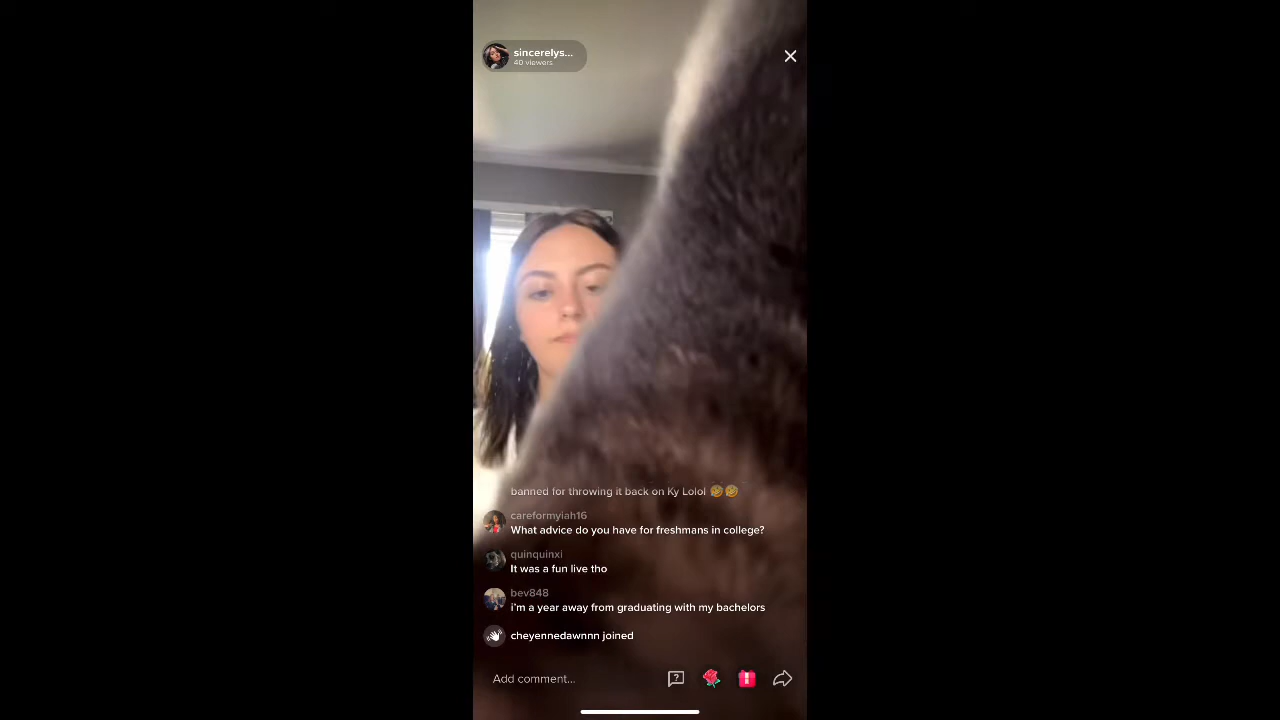 sincerelys...
40 viewers
banned for throwing it back on Ky Lolol 🤣🤣
careformyiah16
What advice do you have for freshmans in college?
quinquinxi
It was a fun live tho
bev848
i'm a year away from graduating with my bachelors
cheyennedawnnn joined
Add comment...